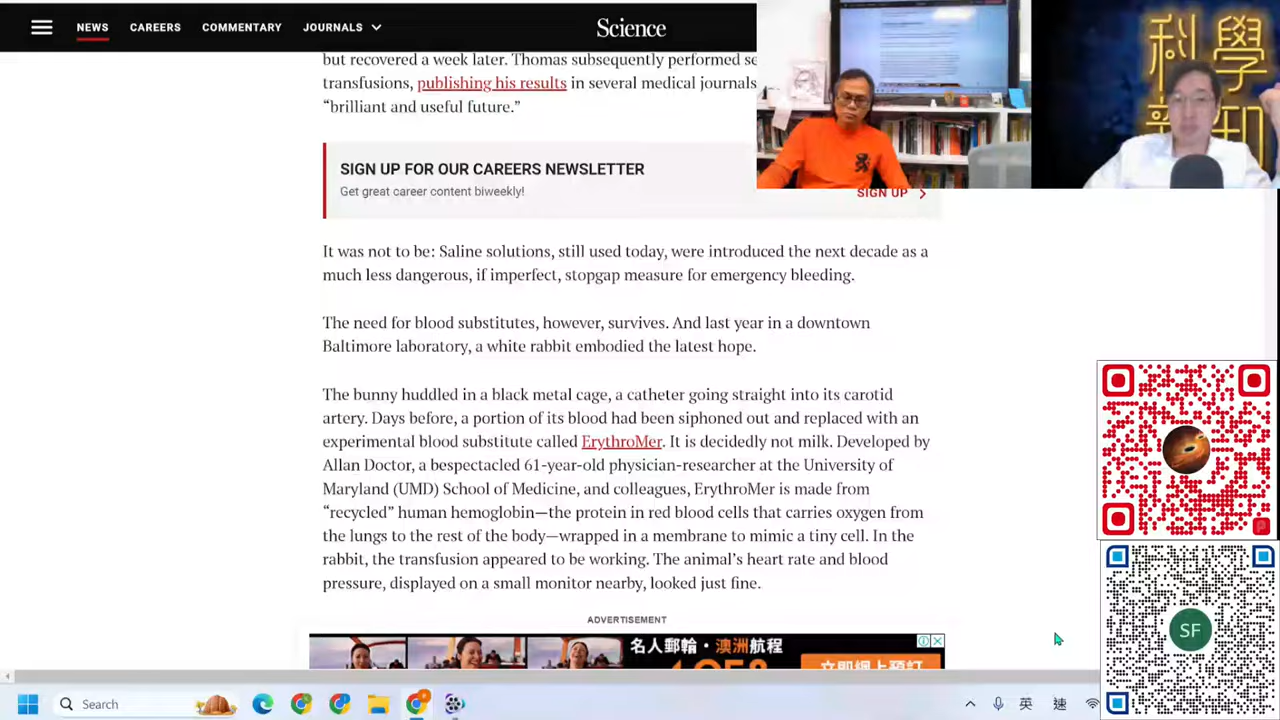 NEWS CAREERS COMMENTARY JOURNALS Science
科學
新知
but recovered a week later. Thomas subsequently performed se
transfusions, publishing his results in several medical journals
“brilliant and useful future.”
SIGN UP FOR OUR CAREERS NEWSLETTER
Get great career content biweekly!
SIGN UP
It was not to be: Saline solutions, still used today, were introduced the next decade as a
much less dangerous, if imperfect, stopgap measure for emergency bleeding.
The need for blood substitutes, however, survives. And last year in a downtown
Baltimore laboratory, a white rabbit embodied the latest hope.
The bunny huddled in a black metal cage, a catheter going straight into its carotid
artery. Days before, a portion of its blood had been siphoned out and replaced with an
experimental blood substitute called ErythroMer. It is decidedly not milk. Developed by
Allan Doctor, a bespectacled 61-year-old physician-researcher at the University of
Maryland (UMD) School of Medicine, and colleagues, ErythroMer is made from
“recycled” human hemoglobin—the protein in red blood cells that carries oxygen from
the lungs to the rest of the body—wrapped in a membrane to mimic a tiny cell. In the
rabbit, the transfusion appeared to be working. The animal’s heart rate and blood
pressure, displayed on a small monitor nearby, looked just fine.
ADVERTISEMENT
名人郵輪·澳洲航程
立即網上預訂
SF
Search
英
速